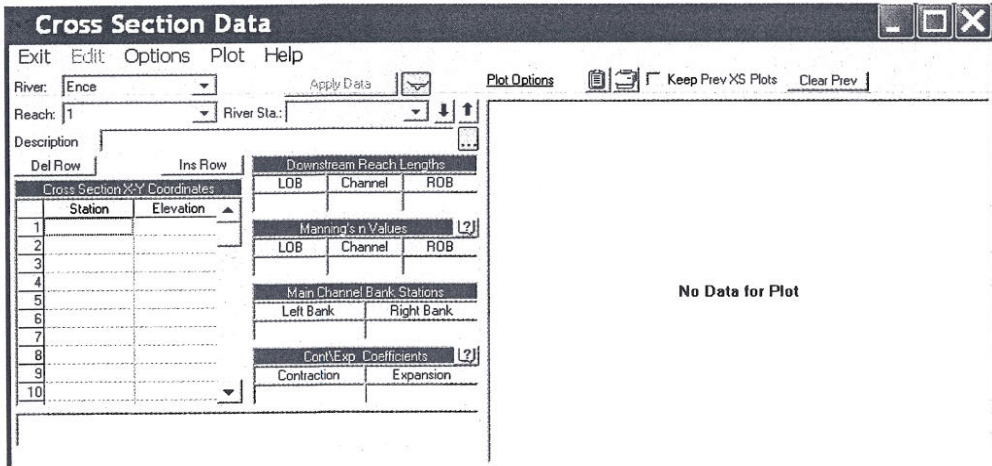 Cross Section Data
Exit Edit Options Plot Help
River: Ence Apply Data Plot Options Keep Prev XS Plots Clear Prev
Reach: 1 River Sta.:
Description ...
Del Row Ins Row Downstream Reach Lengths
Cross Section X-Y Coordinates LOB Channel ROB
Station Elevation
1
Manning's n Values ?
2 LOB Channel ROB
3
4
Main Channel Bank Stations
5
Left Bank Right Bank
6
7
8 Cont\Exp Coefficients ?
9 Contraction Expansion
10
No Data for Plot